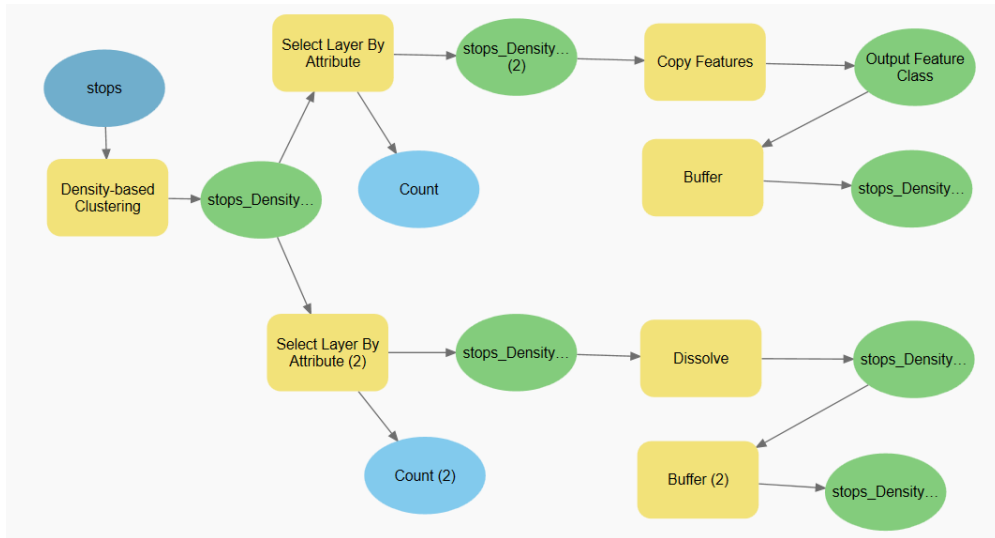 stops
Density-based
Clustering
stops_Density...
Select Layer By
Attribute
Count
stops_Density...
(2)
Copy Features
Output Feature
Class
Buffer
stops_Density...
Select Layer By
Attribute (2)
Count (2)
stops_Density...
Dissolve
stops_Density...
Buffer (2)
stops_Density...